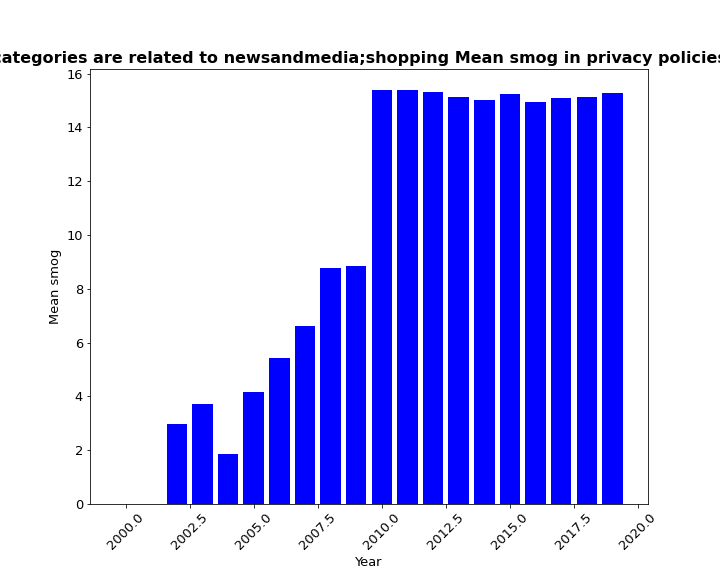 categories are related to newsandmedia;shopping Mean smog in privacy policies
16
14
12
10
8
6
4
2
0
Mean smog
2000.0 2002.5 2005.0 2007.5 2010.0 2012.5 2015.0 2017.5 2020.0
Year